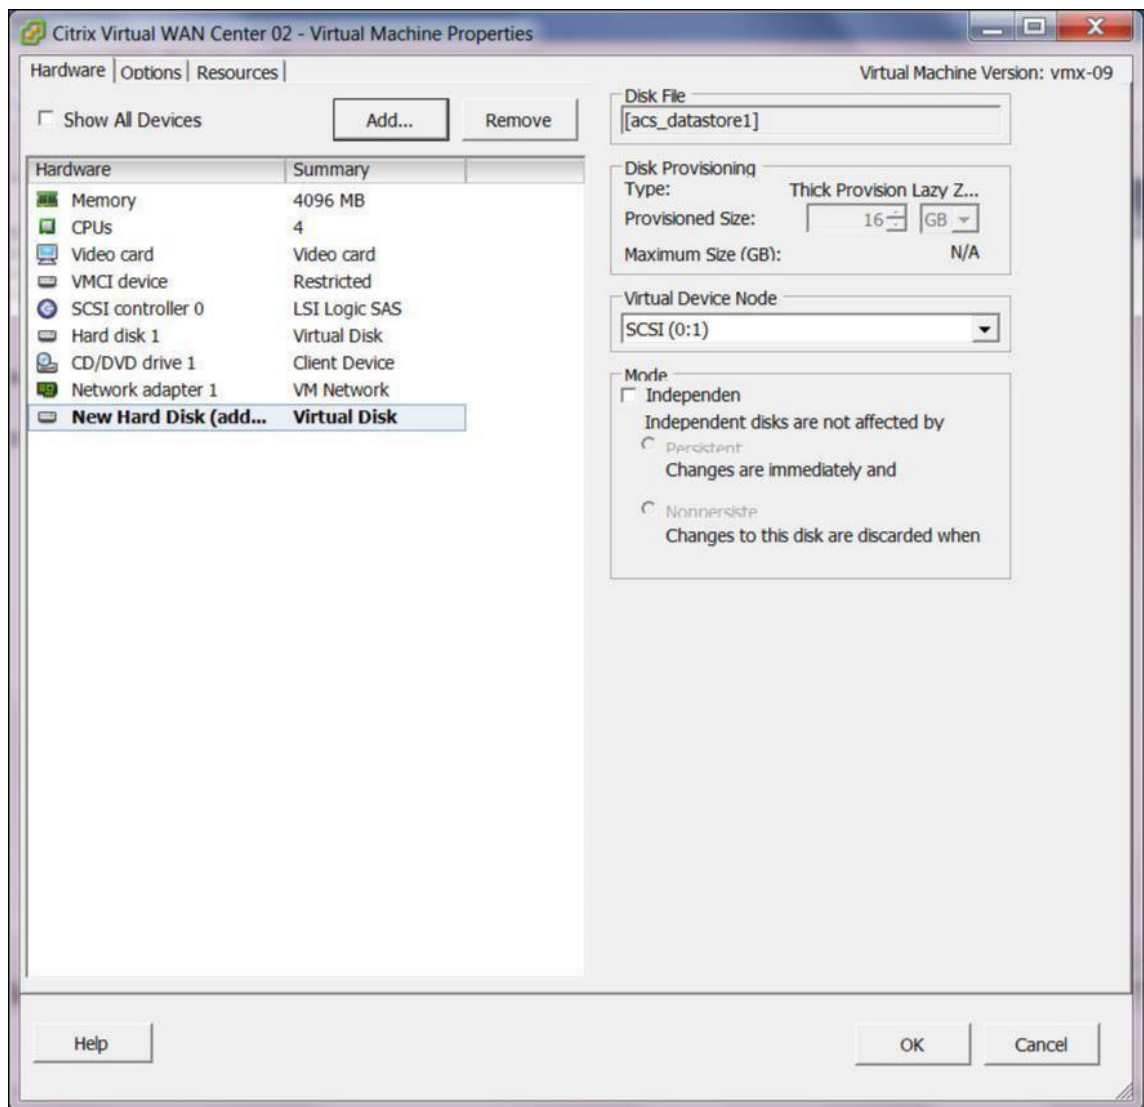 Citrix Virtual WAN Center 02 - Virtual Machine Properties
Hardware Options Resources
Virtual Machine Version: vmx-09
Show All Devices Add... Remove
Hardware Summary
Memory 4096 MB
CPUs 4
Video card Video card
VMCI device Restricted
SCSI controller 0 LSI Logic SAS
Hard disk 1 Virtual Disk
CD/DVD drive 1 Client Device
Network adapter 1 VM Network
New Hard Disk (add... Virtual Disk
Disk File
[acs_datastore1]
Disk Provisioning
Type: Thick Provision Lazy Z...
Provisioned Size: 16 GB
Maximum Size (GB): N/A
Virtual Device Node
SCSI (0:1)
Mode
Independen
Independent disks are not affected by
Persistent
Changes are immediately and
Nonpersiste
Changes to this disk are discarded when
Help OK Cancel